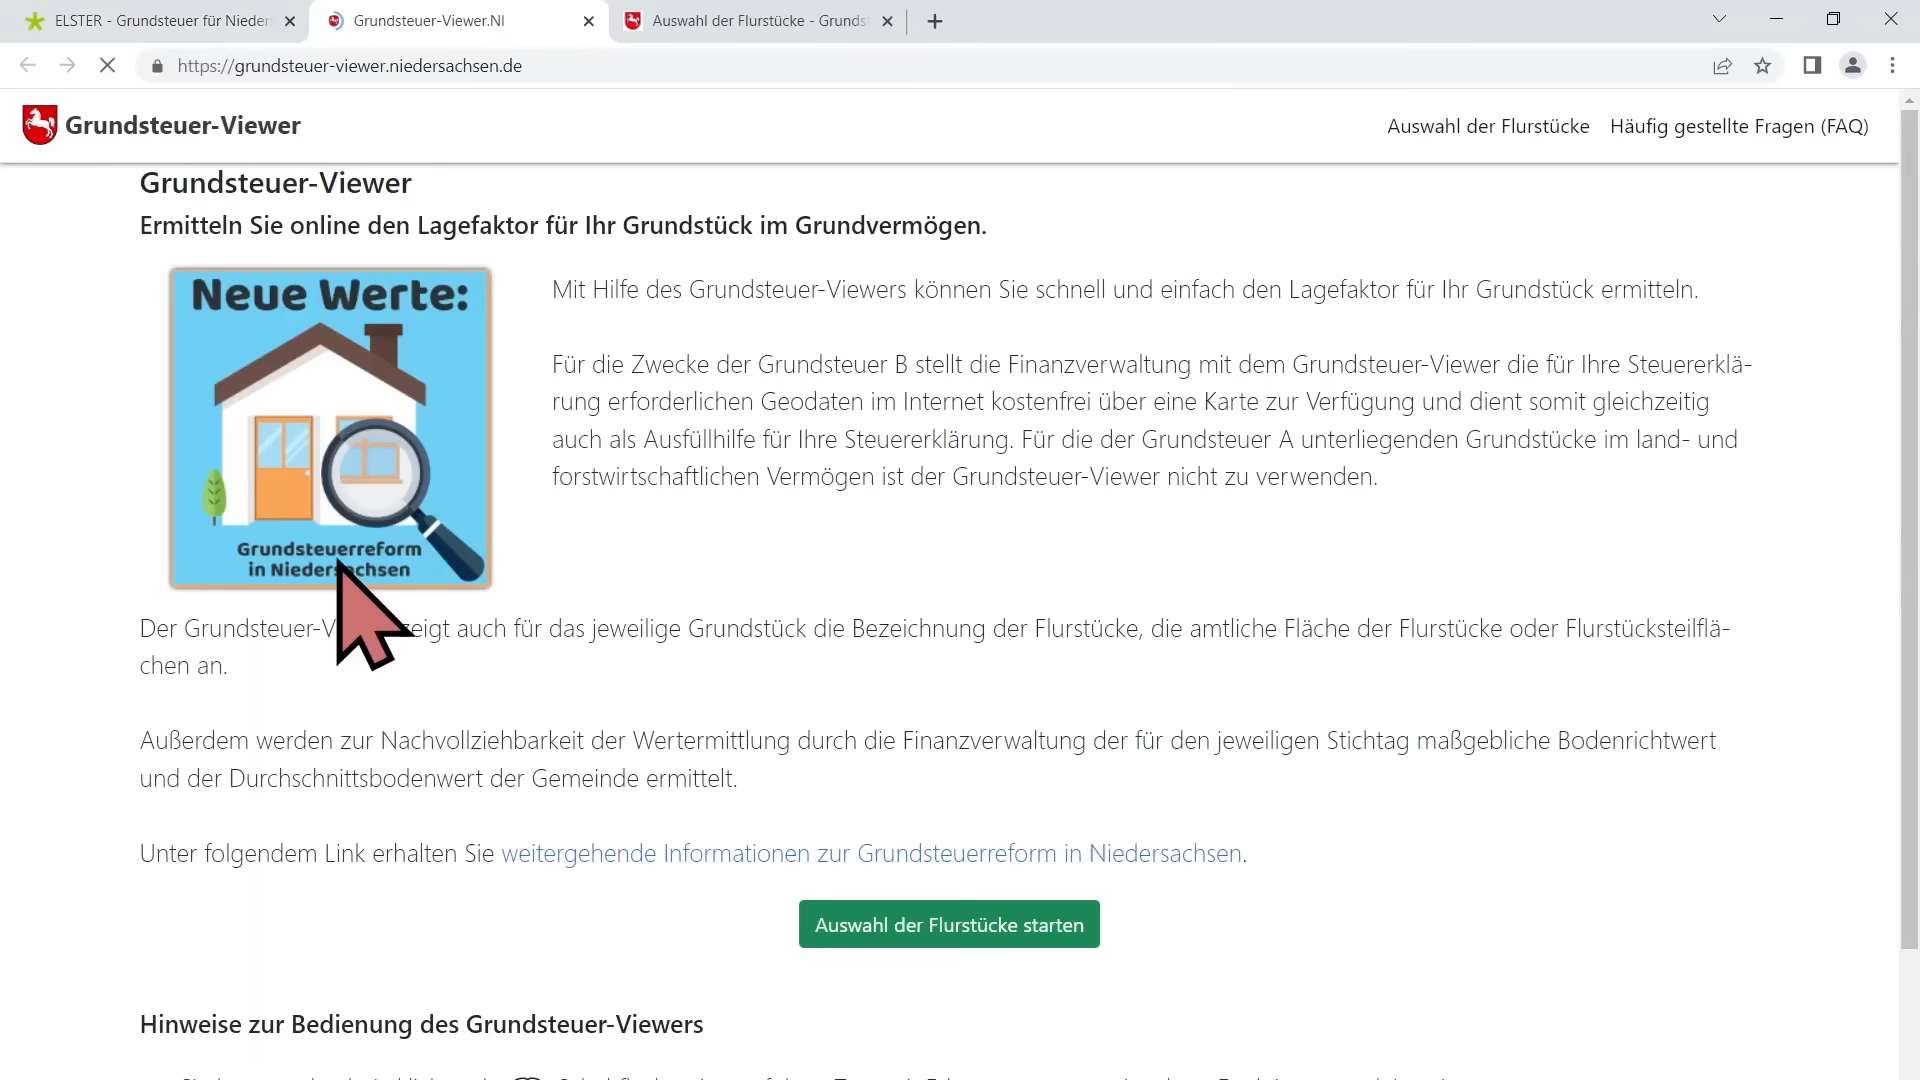 ELSTER - Grundsteuer für Nieder
Grundsteuer-Viewer.NI
Auswahl der Flurstücke - Grunds
https://grundsteuer-viewer.niedersachsen.de
Grundsteuer-Viewer
Auswahl der Flurstücke
Häufig gestellte Fragen (FAQ)
Grundsteuer-Viewer
Ermitteln Sie online den Lagefaktor für Ihr Grundstück im Grundvermögen.
Neue Werte:
Grundsteuerreform
in Niedersachsen
Mit Hilfe des Grundsteuer-Viewers können Sie schnell und einfach den Lagefaktor für Ihr Grundstück ermitteln.
Für die Zwecke der Grundsteuer B stellt die Finanzverwaltung mit dem Grundsteuer-Viewer die für Ihre Steuererklä-
rung erforderlichen Geodaten im Internet kostenfrei über eine Karte zur Verfügung und dient somit gleichzeitig
auch als Ausfüllhilfe für Ihre Steuererklärung. Für die der Grundsteuer A unterliegenden Grundstücke im land- und
forstwirtschaftlichen Vermögen ist der Grundsteuer-Viewer nicht zu verwenden.
Der Grundsteuer-V zeigt auch für das jeweilige Grundstück die Bezeichnung der Flurstücke, die amtliche Fläche der Flurstücke oder Flurstücksteilflä-
chen an.
Außerdem werden zur Nachvollziehbarkeit der Wertermittlung durch die Finanzverwaltung der für den jeweiligen Stichtag maßgebliche Bodenrichtwert
und der Durchschnittsbodenwert der Gemeinde ermittelt.
Unter folgendem Link erhalten Sie weitergehende Informationen zur Grundsteuerreform in Niedersachsen.
Auswahl der Flurstücke starten
Hinweise zur Bedienung des Grundsteuer-Viewers